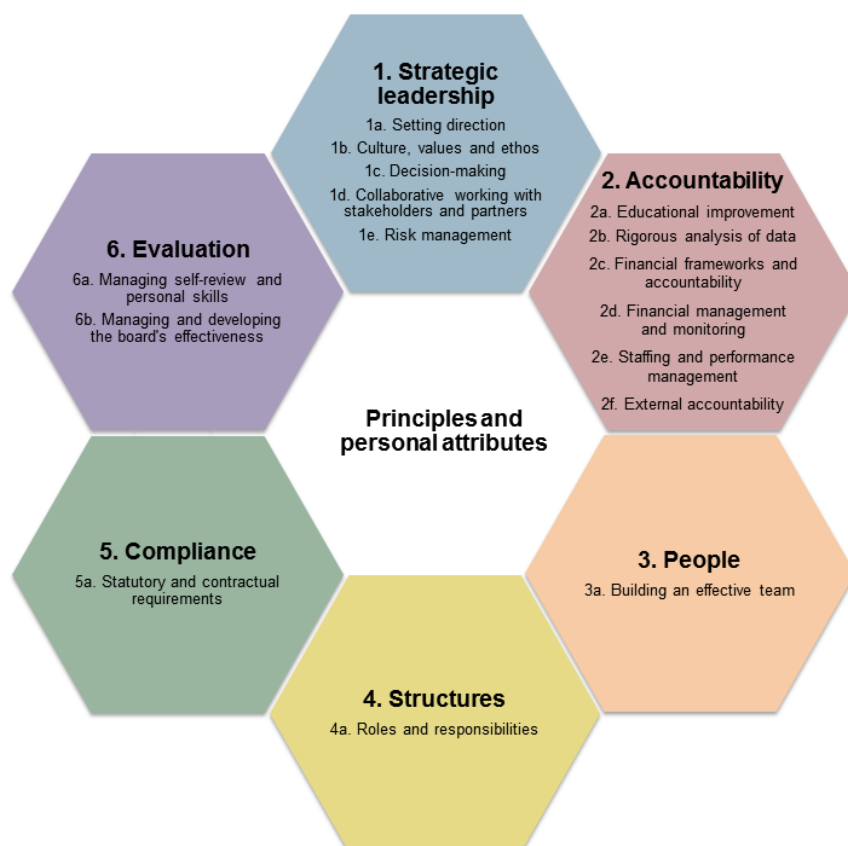 1. Strategic
leadership
1a. Setting direction
1b. Culture, values and ethos
1c. Decision-making
1d. Collaborative working with
stakeholders and partners
1e. Risk management
2. Accountability
2a. Educational improvement
2b. Rigorous analysis of data
2c. Financial frameworks and
accountability
2d. Financial management
and monitoring
2e. Staffing and performance
management
2f. External accountability
3. People
3a. Building an effective team
4. Structures
4a. Roles and responsibilities
5. Compliance
5a. Statutory and contractual
requirements
6. Evaluation
6a. Managing self-review and
personal skills
6b. Managing and developing
the board's effectiveness
Principles and
personal attributes